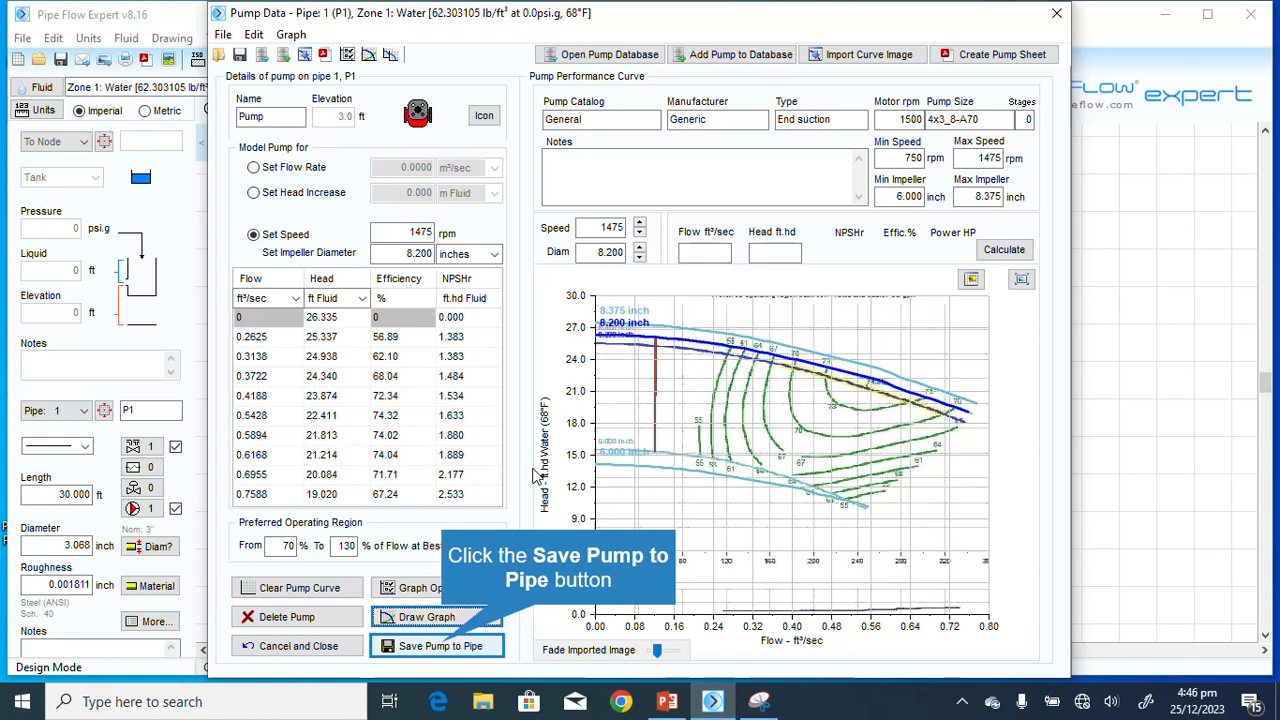 Pipe Flow Expert v8.16
File Edit Units Fluid Drawing
Fluid Zone 1: Water [62.303105 lb/ft³
Units Imperial Metric
To Node
Tank
Pressure
0 psi.g
Liquid
0 ft
Elevation
0 ft
Notes
Pipe: 1 P1
1
0
0
1
Length
30.000 ft
Diameter Nom: 3"
3.068 inch Diam?
Roughness
0.001811 inch Material
Steel (ANSI)
Sch. 40
More...
Notes
Design Mode
Pump Data - Pipe: 1 (P1), Zone 1: Water [62.303105 lb/ft³ at 0.0psi.g, 68°F]
File Edit Graph
Open Pump Database Add Pump to Database Import Curve Image Create Pump Sheet
Details of pump on pipe 1, P1
Name Elevation
Pump 3.0 ft Icon
Model Pump for
Set Flow Rate 0.0000 m³/sec
Set Head Increase 0.000 m Fluid
Set Speed 1475 rpm
Set Impeller Diameter 8.200 inches
Flow Head Efficiency NPSHr
ft³/sec ft Fluid % ft.hd Fluid
0 26.335 0 0.000
0.2625 25.337 56.89 1.383
0.3138 24.938 62.10 1.383
0.3722 24.340 68.04 1.484
0.4188 23.874 72.34 1.534
0.5428 22.411 74.32 1.633
0.5894 21.813 74.02 1.880
0.6168 21.214 74.04 1.889
0.6955 20.084 71.71 2.177
0.7588 19.020 67.24 2.533
Preferred Operating Region
From 70 % To 130 % of Flow at Bes
Clear Pump Curve Graph Op
Delete Pump Draw Graph
Cancel and Close Save Pump to Pipe
Click the Save Pump to
Pipe button
Pump Performance Curve
Pump Catalog Manufacturer Type Motor rpm Pump Size Stages
General Generic End suction 1500 4x3_8-A70 0
Notes
Min Speed Max Speed
750 rpm 1475 rpm
Min Impeller Max Impeller
6.000 inch 8.375 inch
Speed 1475
Diam 8.200
Flow ft³/sec Head ft.hd NPSHr Effic.% Power HP
Calculate
8.375 inch
8.200 inch
6.000 inch
Head - ft.hd Water (68°F)
30.0
27.0
24.0
21.0
18.0
15.0
12.0
9.0
0.0
0.00 0.08 0.16 0.24 0.32 0.40 0.48 0.56 0.64 0.72 0.80
Flow - ft³/sec
Fade Imported Image
FLOW expert
eflow.com
Type here to search
4:46 pm
25/12/2023
15